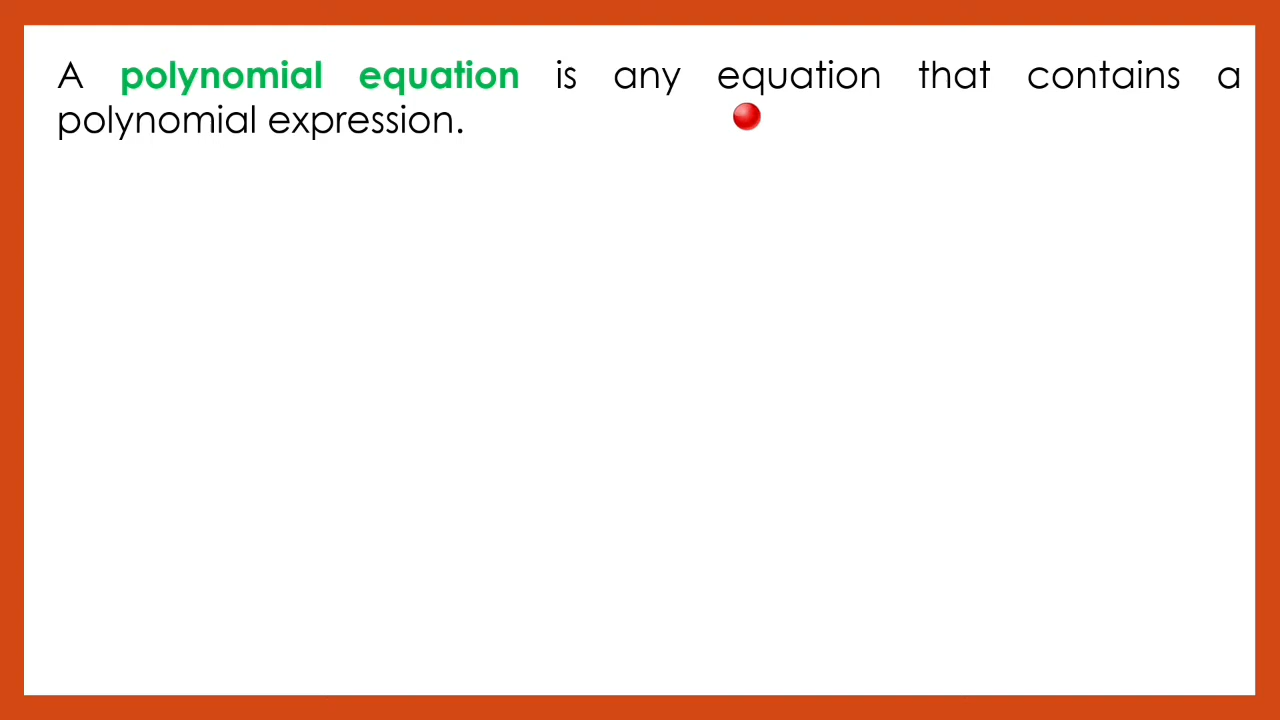 A polynomial equation is any equation that contains a
polynomial expression.